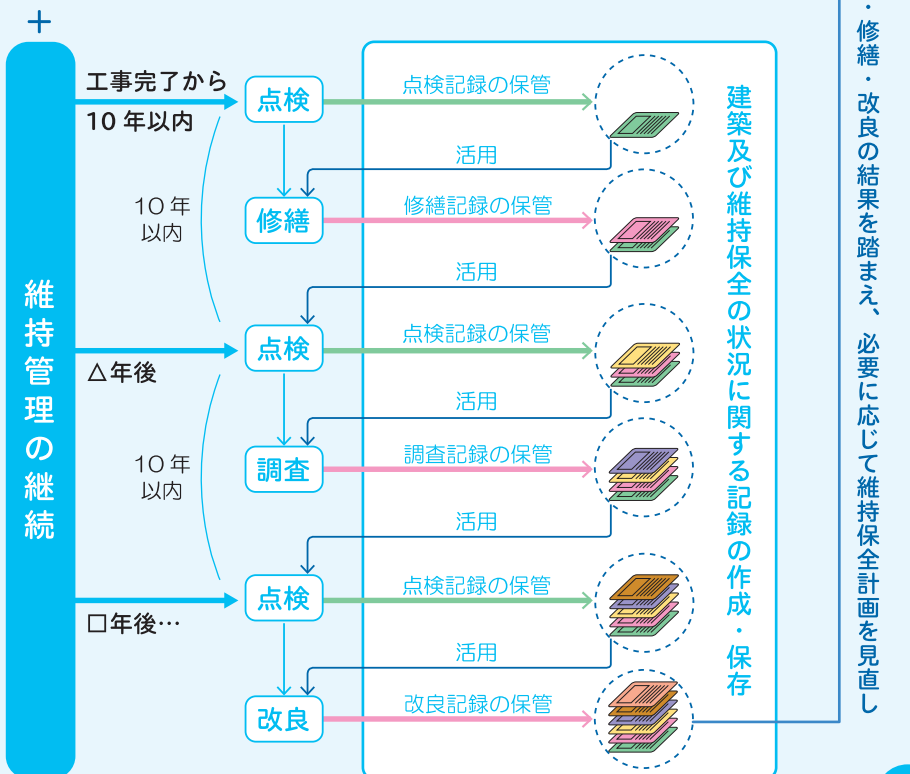 +
維持管理の継続
工事完了から
10年以内
点検
点検記録の保管
活用
10年
以内
修繕
修繕記録の保管
活用
△年後
点検
点検記録の保管
活用
10年
以内
調査
調査記録の保管
活用
□年後…
点検
点検記録の保管
活用
改良
改良記録の保管
建築及び維持保全の状況に関する記録の作成・保存
・修繕・改良の結果を踏まえ、必要に応じて維持保全計画を見直し